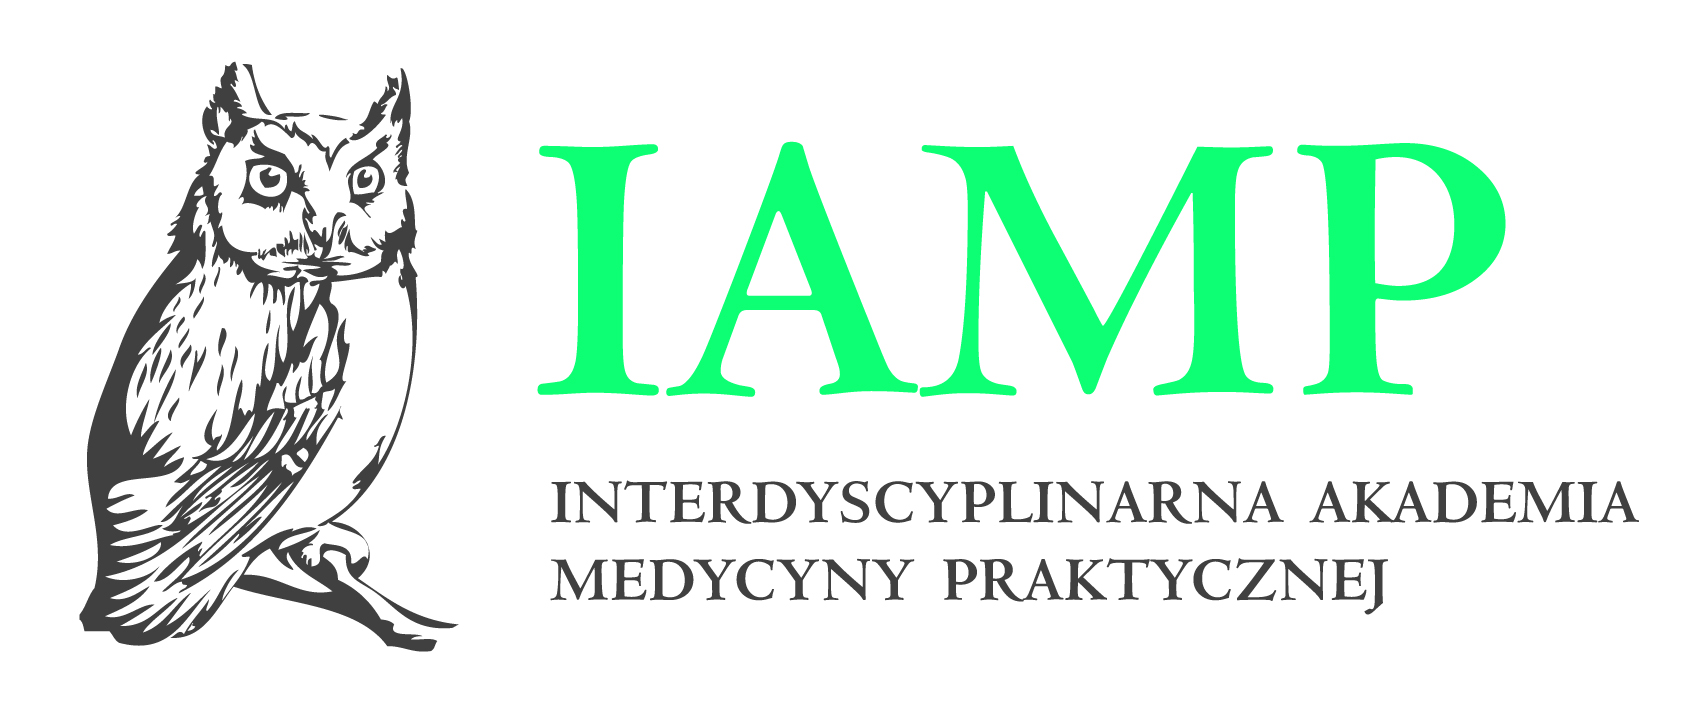 IAMP
INTERDYSCYPLINARNA AKADEMIA
MEDYCYNY PRAKTYCZNEJ